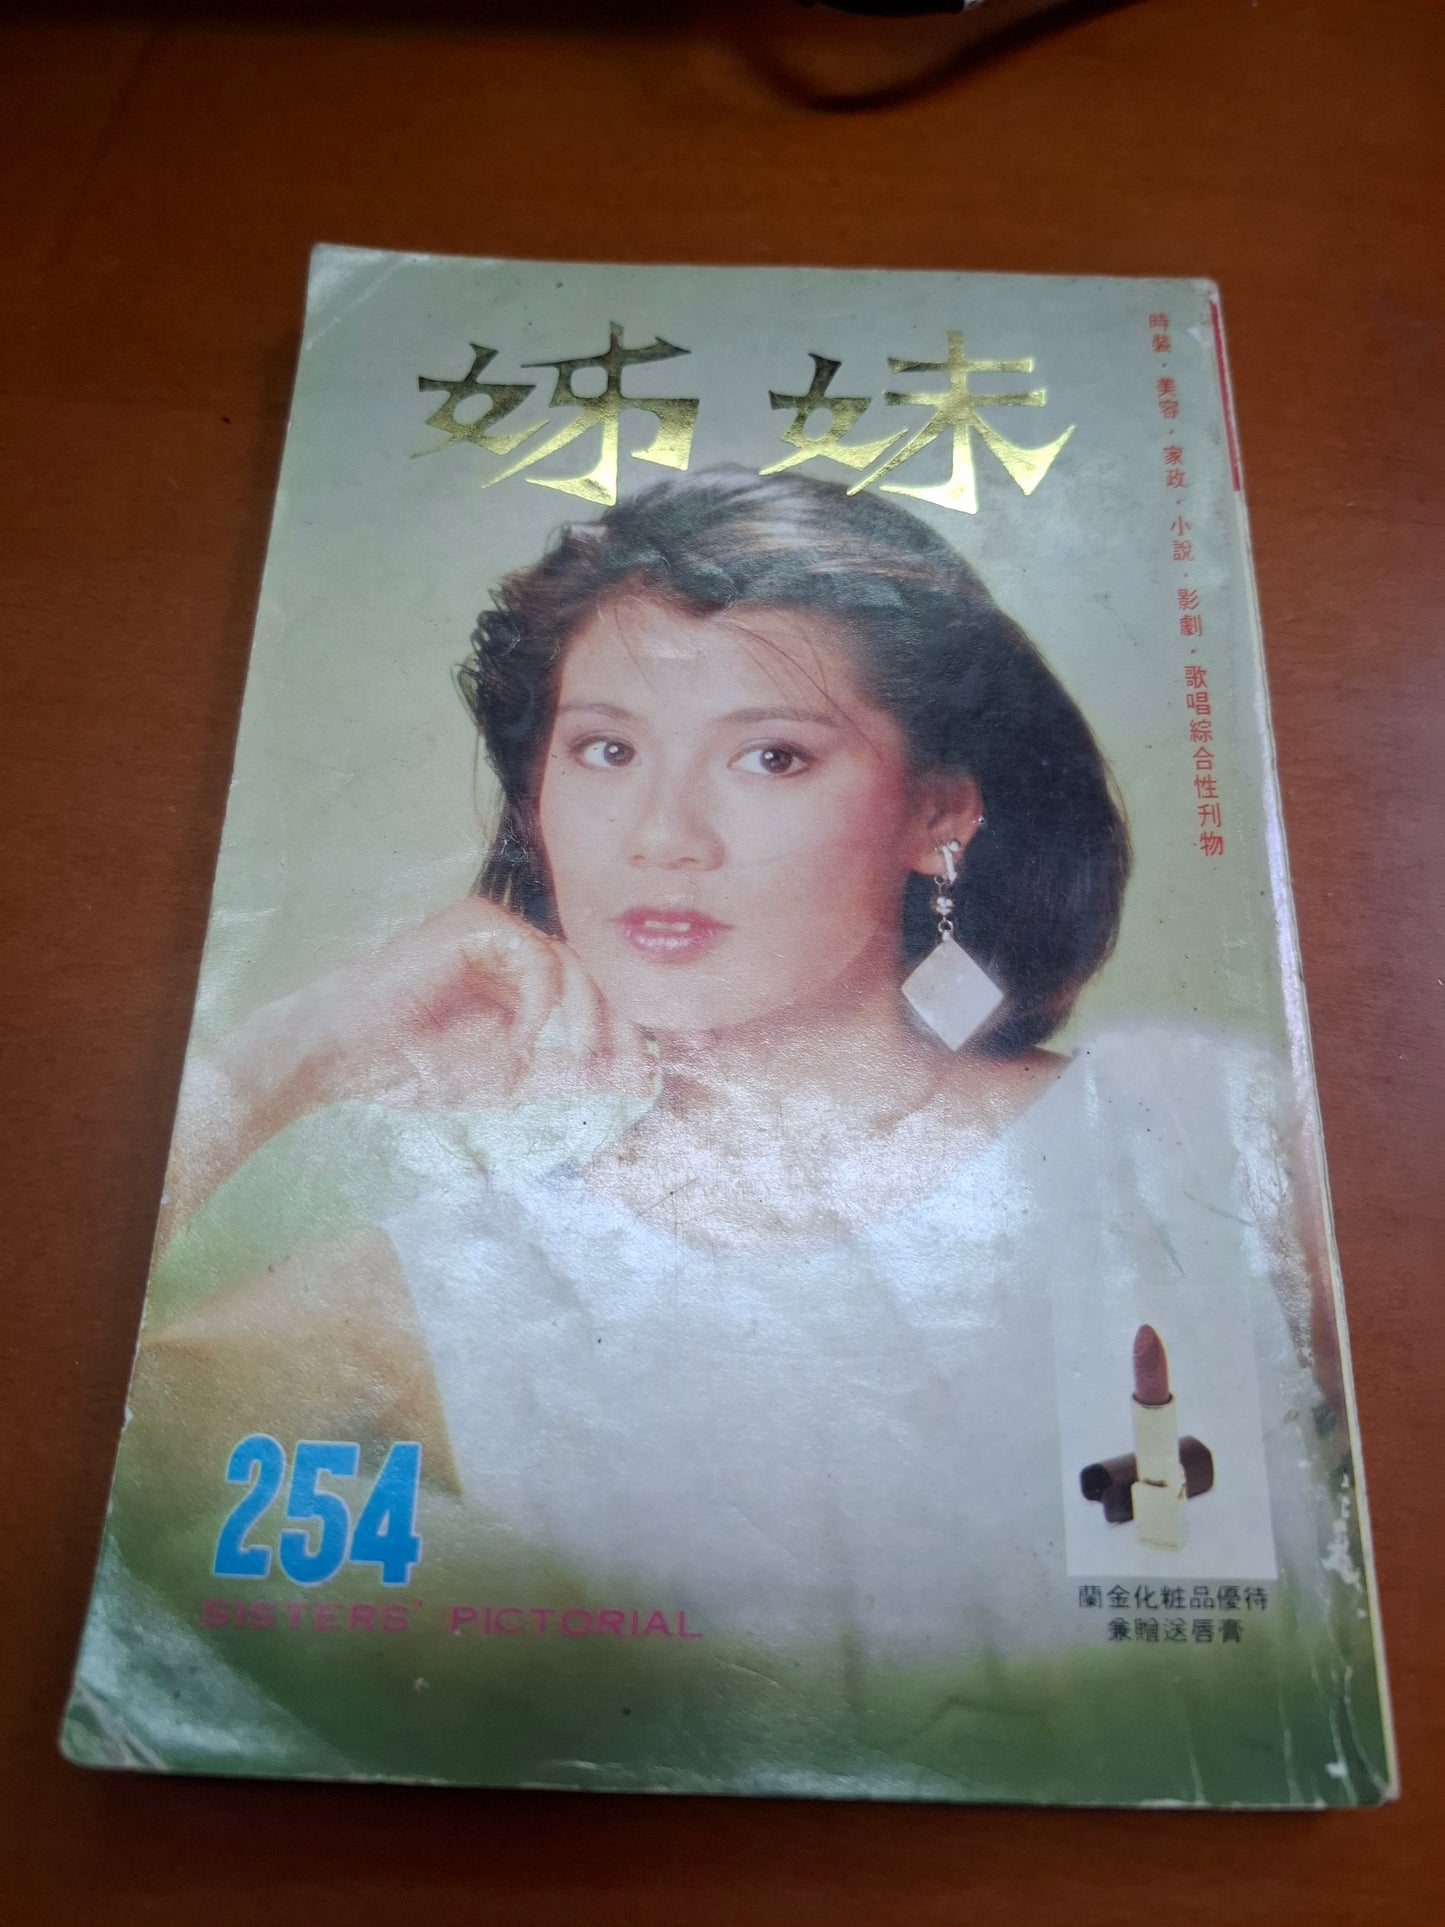 姊妹
時裝·美容·家政·小說·影劇·歌唱綜合性刋物
254
SISTERS' PICTORIAL
蘭金化粧品優待
兼贈送唇膏